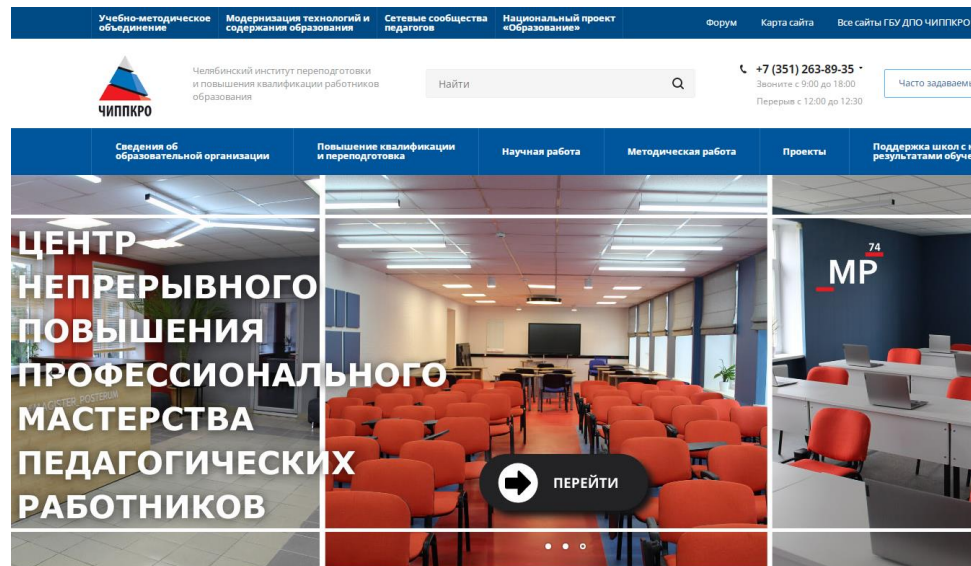 Учебно-методическое
объединение
Модернизация технологий и
содержания образования
Сетевые сообщества
педагогов
Национальный проект
«Образование»
Форум
Карта сайта
Все сайты ГБУ ДПО ЧИППКРО
ЧИППКРО
Челябинский институт переподготовки
и повышения квалификации работников
образования
Найти
+7 (351) 263-89-35
Звоните с 9:00 до 18:00
Перерыв с 12:00 до 12:30
Часто
Сведения об
образовательной организации
Повышение квалификации
и переподготовка
Научная работа
Методическая работа
Проекты
Поддержка школ с
результатами
ЦЕНТР
НЕПРЕРЫВНОГО
ПОВЫШЕНИЯ
ПРОФЕССИОНАЛЬНОГО
МАСТЕРСТВА
ПЕДАГОГИЧЕСКИХ
РАБОТНИКОВ
MAGISTER POSTERUM
74
МР
ПЕРЕЙТИ